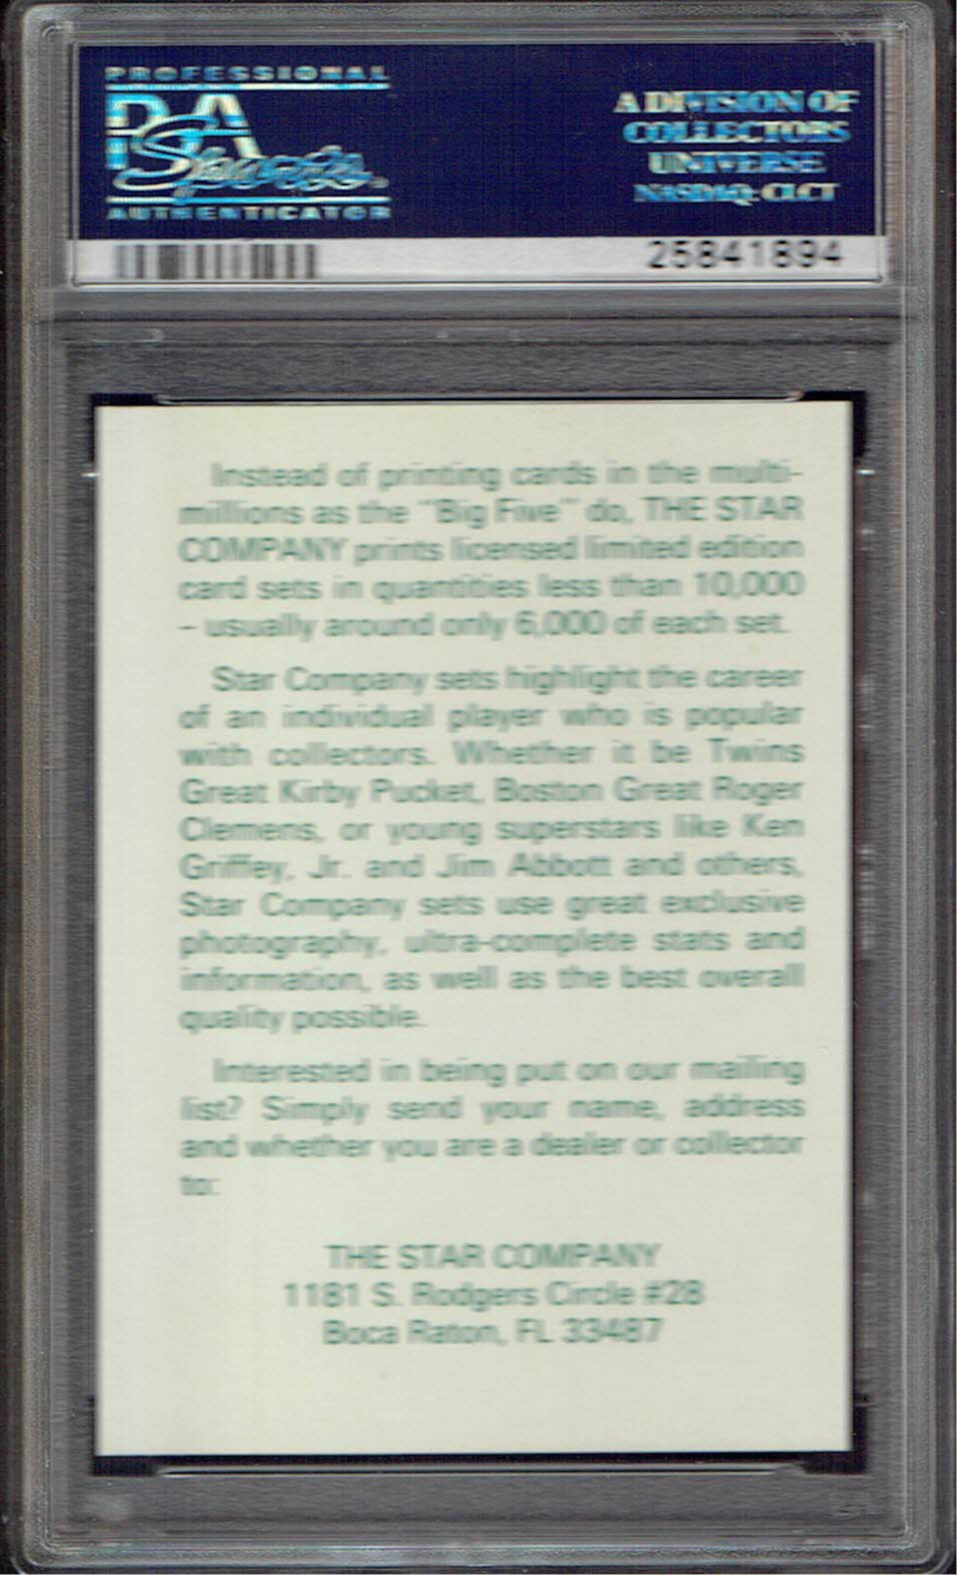 PROFESSIONAL
PSA
Sports
AUTHENTICATOR
A DIVISION OF
COLLECTORS
UNIVERSE
NASDAQ: CLCT
25841894
Instead of printing cards in the multi-
millions as the "Big Five" do, THE STAR
COMPANY prints licensed limited edition
card sets in quantities less than 10,000
– usually around only 6,000 of each set.
Star Company sets highlight the career
of an individual player who is popular
with collectors. Whether it be Twins
Great Kirby Pucket, Boston Great Roger
Clemens, or young superstars like Ken
Griffey, Jr. and Jim Abbott and others,
Star Company sets use great exclusive
photography, ultra-complete stats and
information, as well as the best overall
quality possible.
Interested in being put on our mailing
list? Simply send your name, address
and whether you are a dealer or collector
to:
THE STAR COMPANY
1181 S. Rodgers Circle #28
Boca Raton, FL 33487